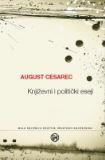 AUGUST CESAREC
Književni i politički eseji